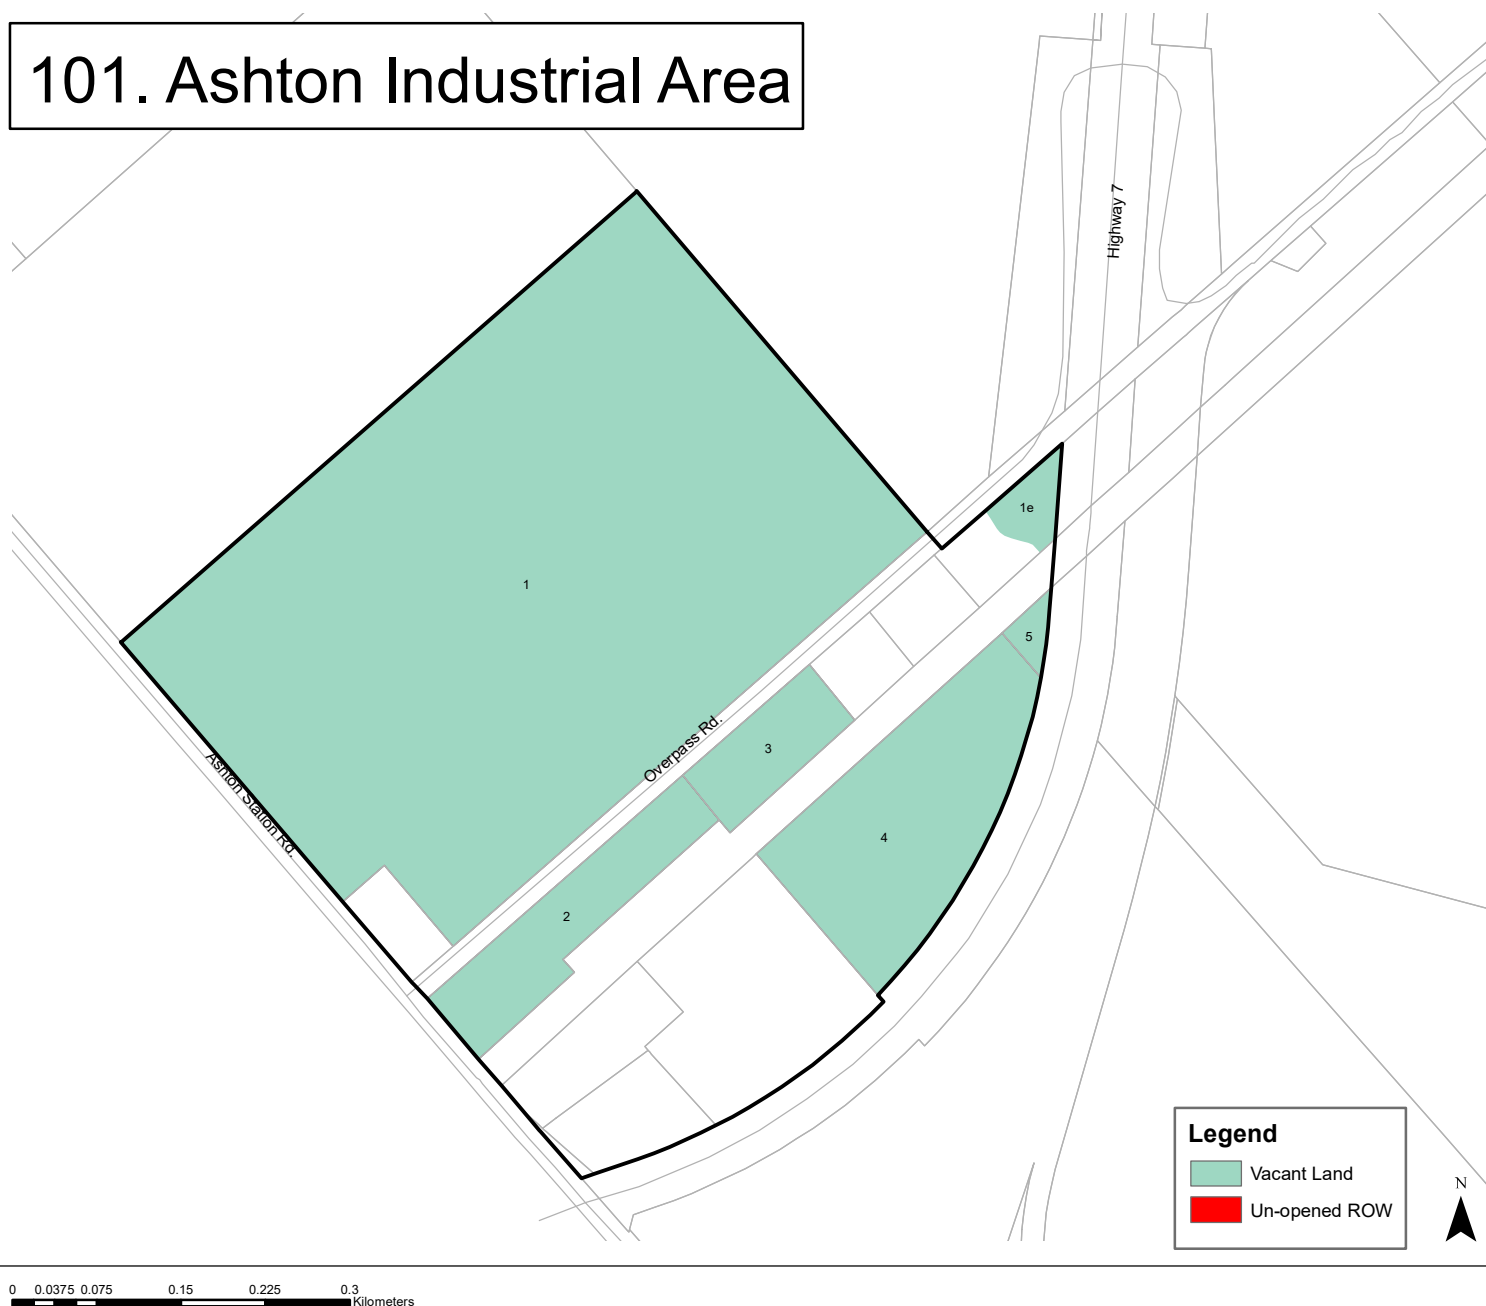 101. Ashton Industrial Area
Highway 7
1e
1
5
Overpass Rd.
3
Ashton Station Rd.
4
2
Legend
Vacant Land
Un-opened ROW
N
0 0.0375 0.075 0.15 0.225 0.3
Kilometers